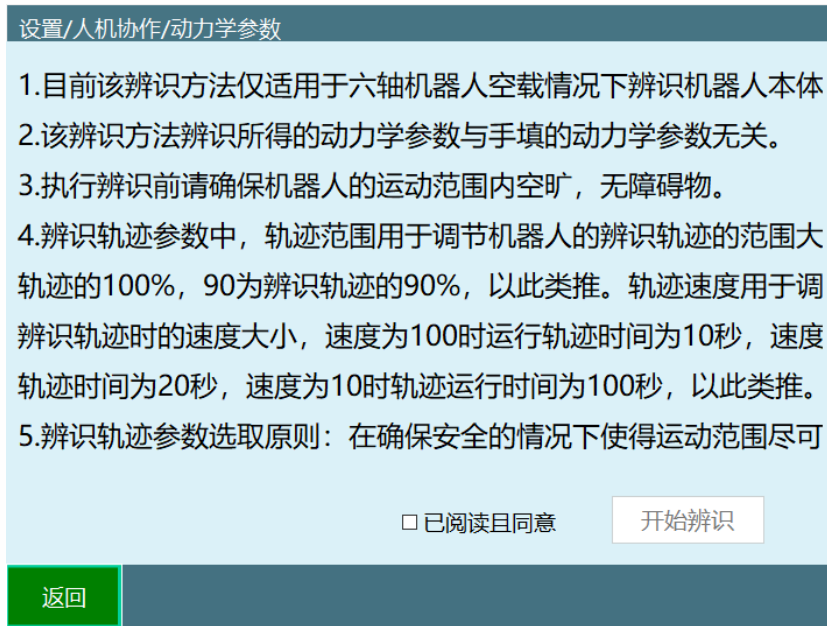 设置/人机协作/动力学参数
1.目前该辨识方法仅适用于六轴机器人空载情况下辨识机器人本体
2.该辨识方法辨识所得的动力学参数与手填的动力学参数无关。
3.执行辨识前请确保机器人的运动范围内空旷，无障碍物。
4.辨识轨迹参数中，轨迹范围用于调节机器人的辨识轨迹的范围大
轨迹的100%，90为辨识轨迹的90%，以此类推。轨迹速度用于调
辨识轨迹时的速度大小，速度为100时运行轨迹时间为10秒，速度
轨迹时间为20秒，速度为10时轨迹运行时间为100秒，以此类推。
5.辨识轨迹参数选取原则：在确保安全的情况下使得运动范围尽可
已阅读且同意
开始辨识
返回